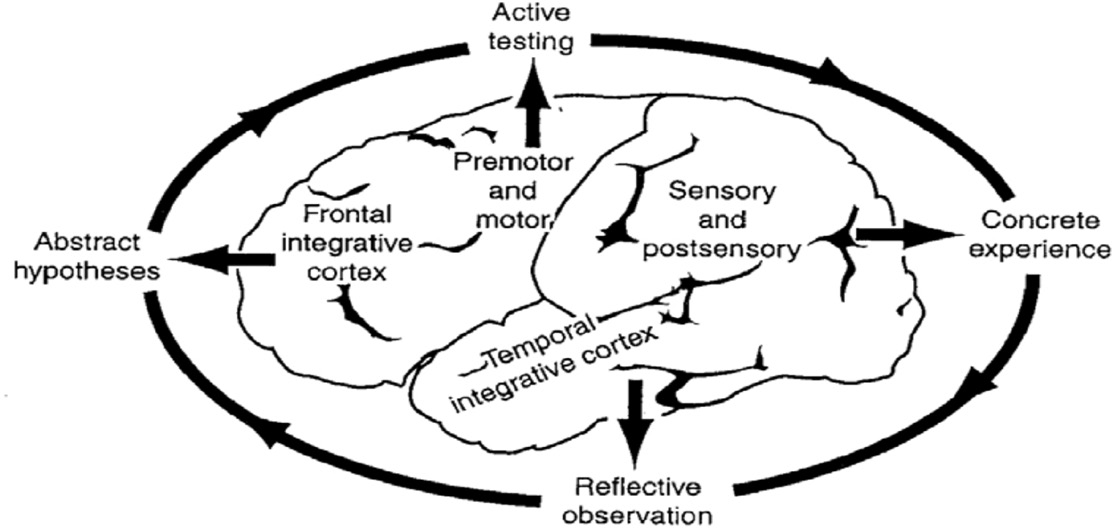 Active
testing
Premotor
and
motor
Frontal
integrative
cortex
Sensory
and
postsensory
Abstract
hypotheses
Concrete
experience
Temporal
integrative cortex
Reflective
observation